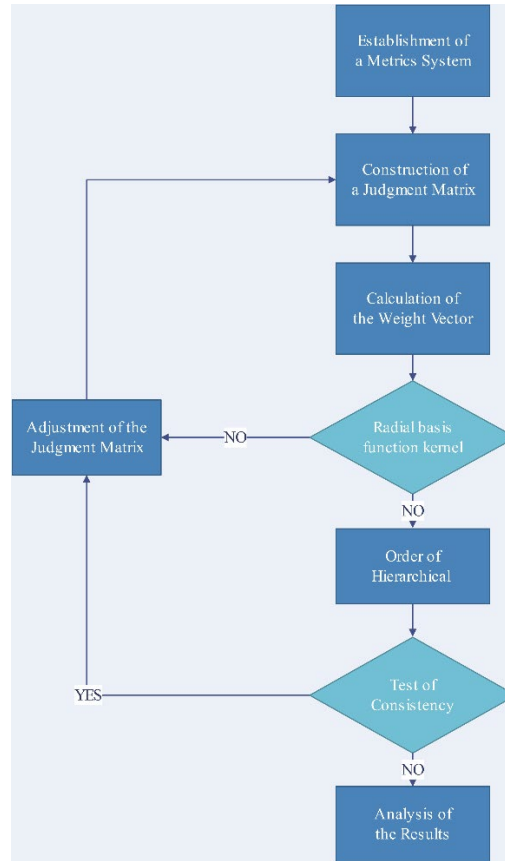 Establishment of
a Metrics System
Construction of
a Judgment Matrix
Calculation of
the Weight Vector
Adjustment of the
Judgment Matrix
NO
Radial basis
function kernel
NO
Order of
Hierarchical
YES
Test of
Consistency
NO
Analysis of
the Results